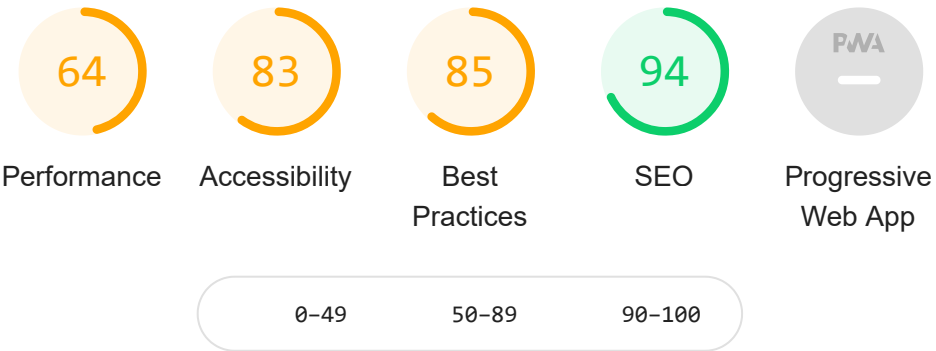 64 83 85 94 PWA
Performance Accessibility Best SEO Progressive
Practices Web App
0–49 50–89 90–100